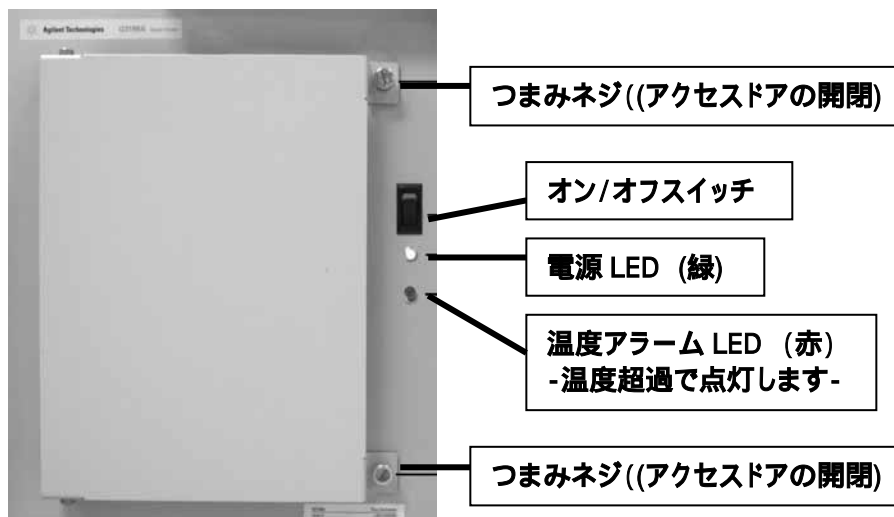 Agilent Technologies
つまみネジ((アクセスドアの開閉)
オン/オフスイッチ
電源 LED (緑)
温度アラーム LED (赤)
-温度超過で点灯します-
つまみネジ((アクセスドアの開閉)